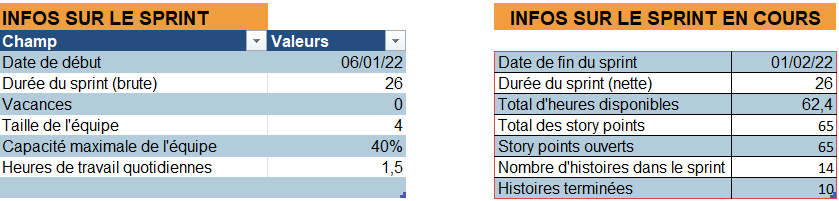 INFOS SUR LE SPRINT
Champ Valeurs
Date de début 06/01/22
Durée du sprint (brute) 26
Vacances 0
Taille de l'équipe 4
Capacité maximale de l'équipe 40%
Heures de travail quotidiennes 1,5
INFOS SUR LE SPRINT EN COURS
Date de fin du sprint 01/02/22
Durée du sprint (nette) 26
Total d'heures disponibles 62,4
Total des story points 65
Story points ouverts 65
Nombre d'histoires dans le sprint 14
Histoires terminées 10